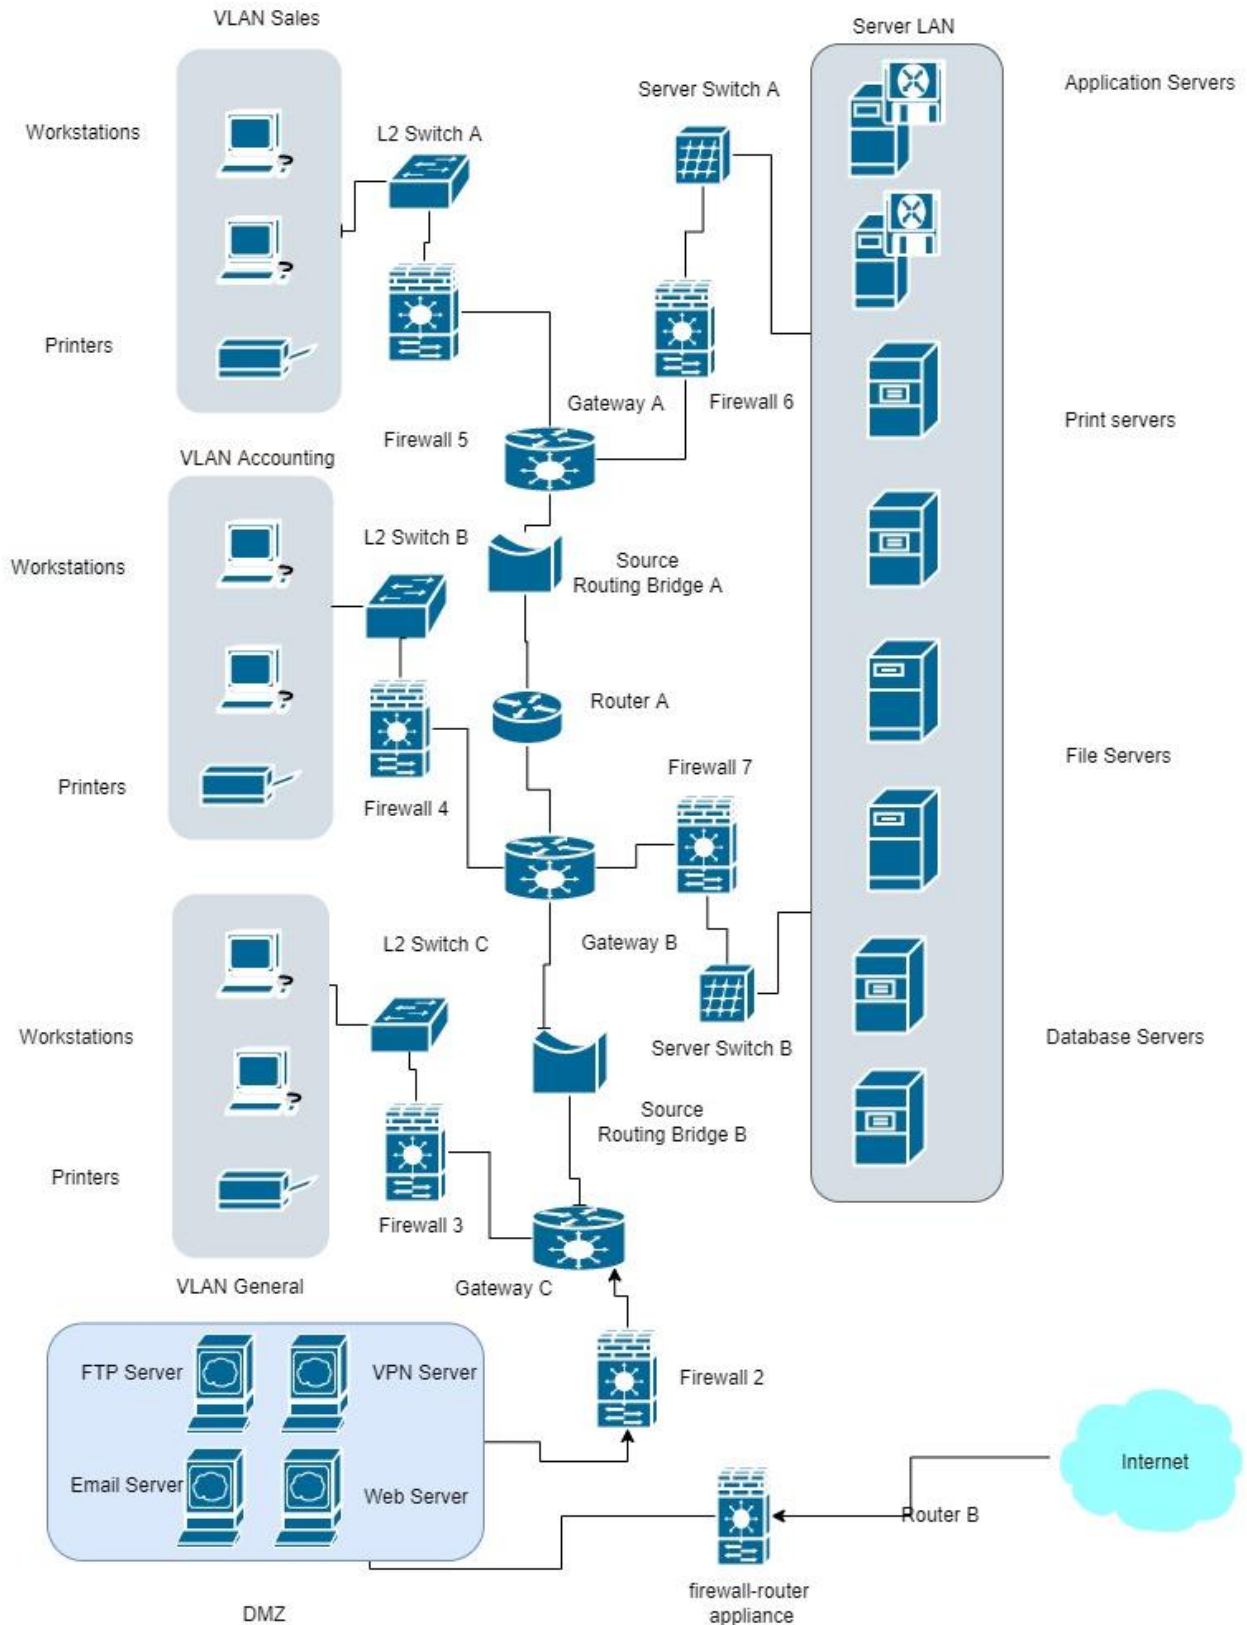 VLAN Sales
Server LAN
Server Switch A
Application Servers
Workstations
L2 Switch A
Printers
Gateway A
Firewall 6
Firewall 5
Print servers
VLAN Accounting
L2 Switch B
Source
Routing Bridge A
Workstations
Router A
File Servers
Firewall 7
Printers
Firewall 4
L2 Switch C
Gateway B
Workstations
Server Switch B
Database Servers
Source
Routing Bridge B
Printers
Firewall 3
VLAN General
Gateway C
FTP Server
VPN Server
Firewall 2
Email Server
Web Server
Internet
Router B
firewall-router
appliance
DMZ